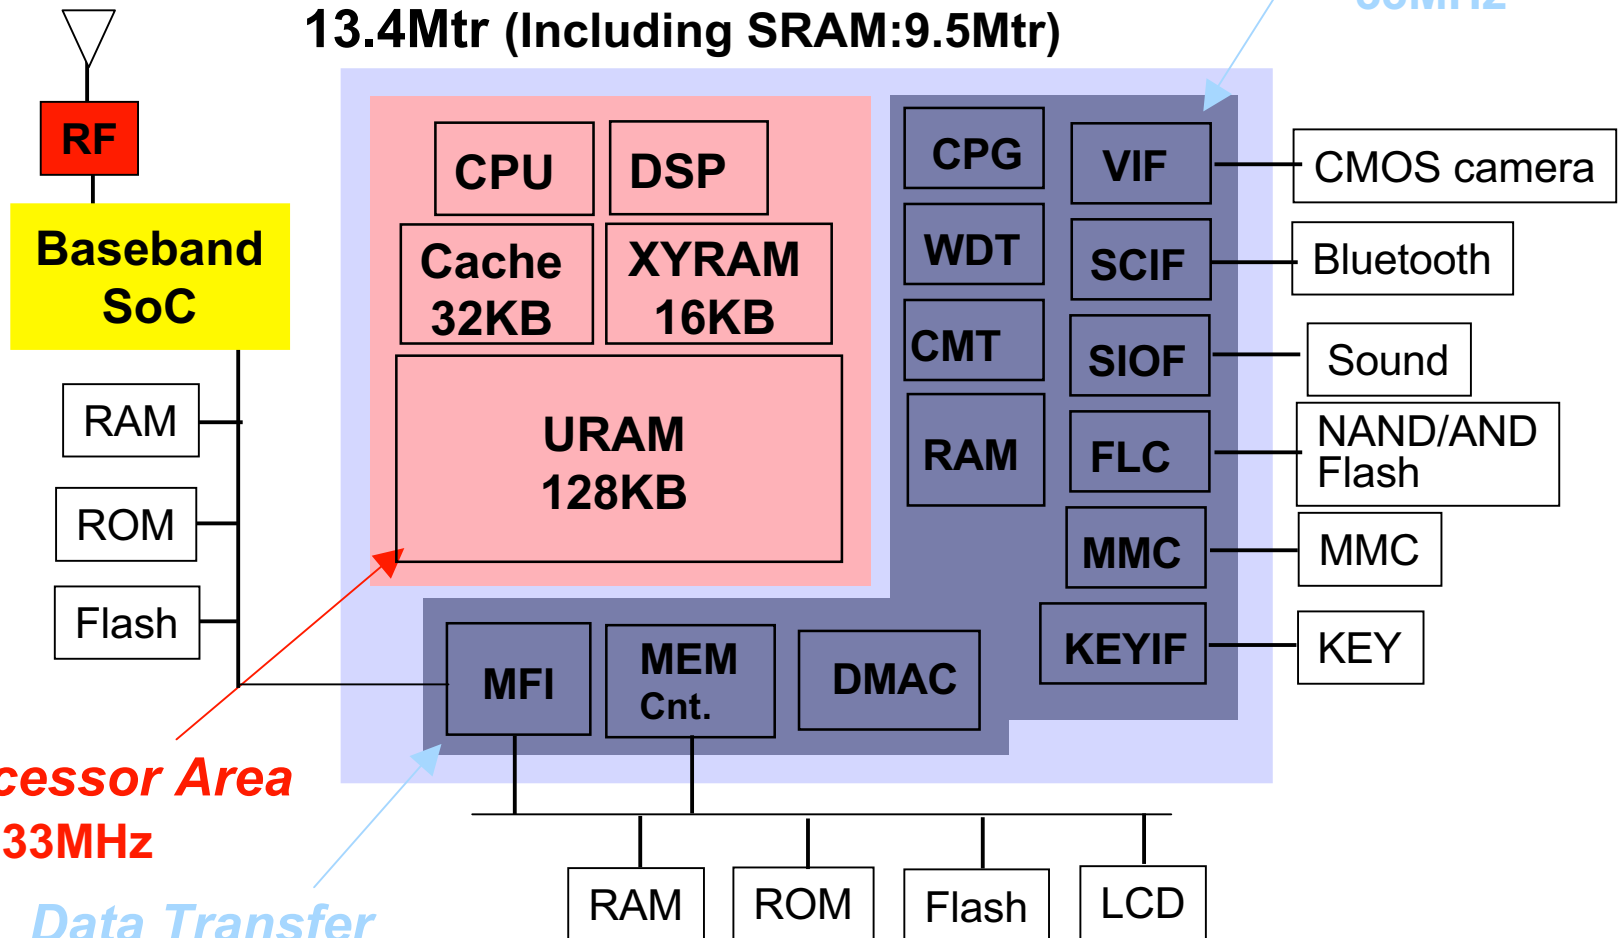 13.4Mtr (Including SRAM:9.5Mtr)
RF
Baseband
SoC
RAM
ROM
Flash
CPU
DSP
Cache
32KB
XYRAM
16KB
URAM
128KB
CPG
WDT
CMT
RAM
VIF
SCIF
SIOF
FLC
MMC
KEYIF
CMOS camera
Bluetooth
Sound
NAND/AND
Flash
MMC
KEY
MFI
MEM
Cnt.
DMAC
cessor Area
33MHz
Data Transfer
RAM
ROM
Flash
LCD